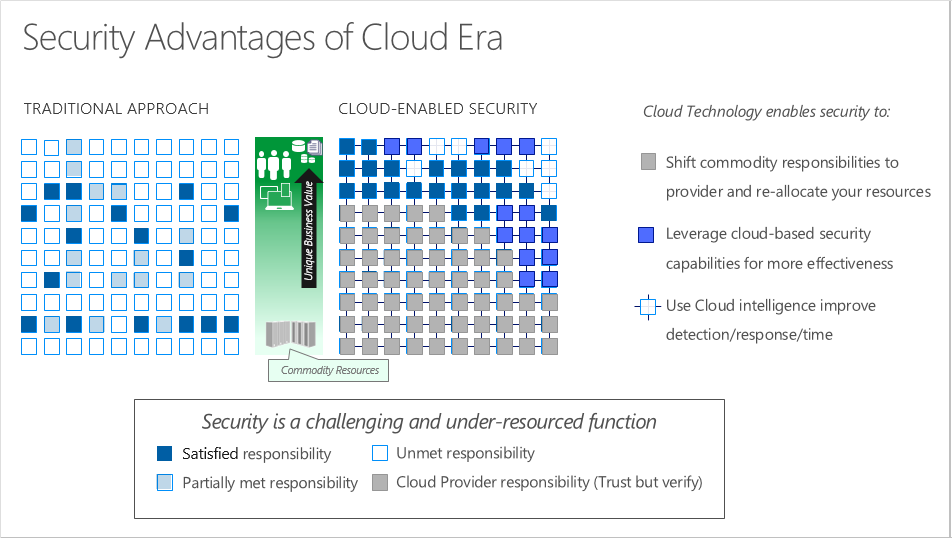 Security Advantages of Cloud Era
TRADITIONAL APPROACH
CLOUD-ENABLED SECURITY
Unique Business Value
Commodity Resources
Cloud Technology enables security to:
Shift commodity responsibilities to
provider and re-allocate your resources
Leverage cloud-based security
capabilities for more effectiveness
Use Cloud intelligence improve
detection/response/time
Security is a challenging and under-resourced function
Satisfied responsibility
Unmet responsibility
Partially met responsibility
Cloud Provider responsibility (Trust but verify)